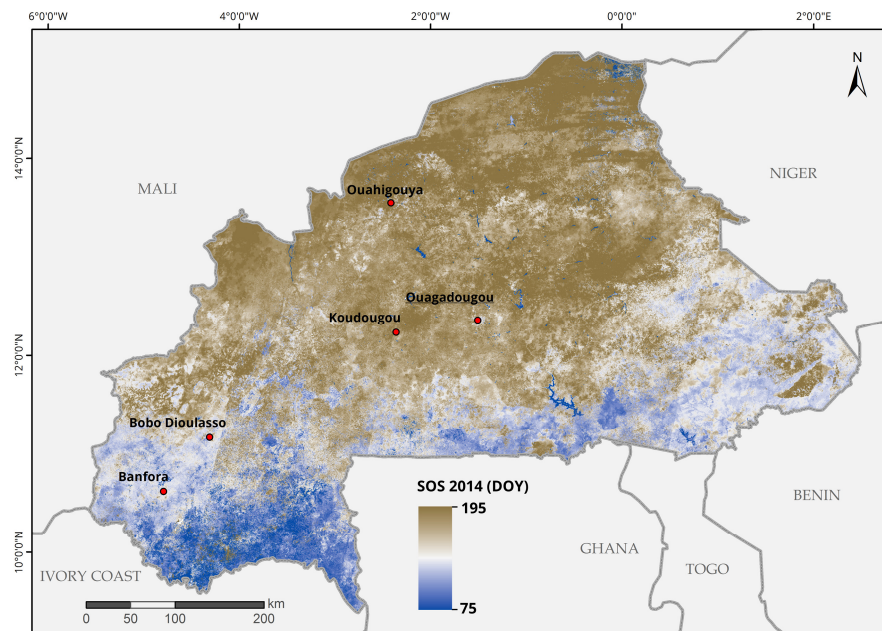 6°0'0"W
4°0'0"W
2°0'0"W
0°0'0"
2°0'0"E
N
14°0'0"N
MALI
NIGER
Ouahigouya
Ouagadougou
Koudougou
12°0'0"N
Bobo Dioulasso
Banfora
SOS 2014 (DOY)
195
75
BENIN
10°0'0"N
GHANA
TOGO
IVORY COAST
km
0 50 100 200